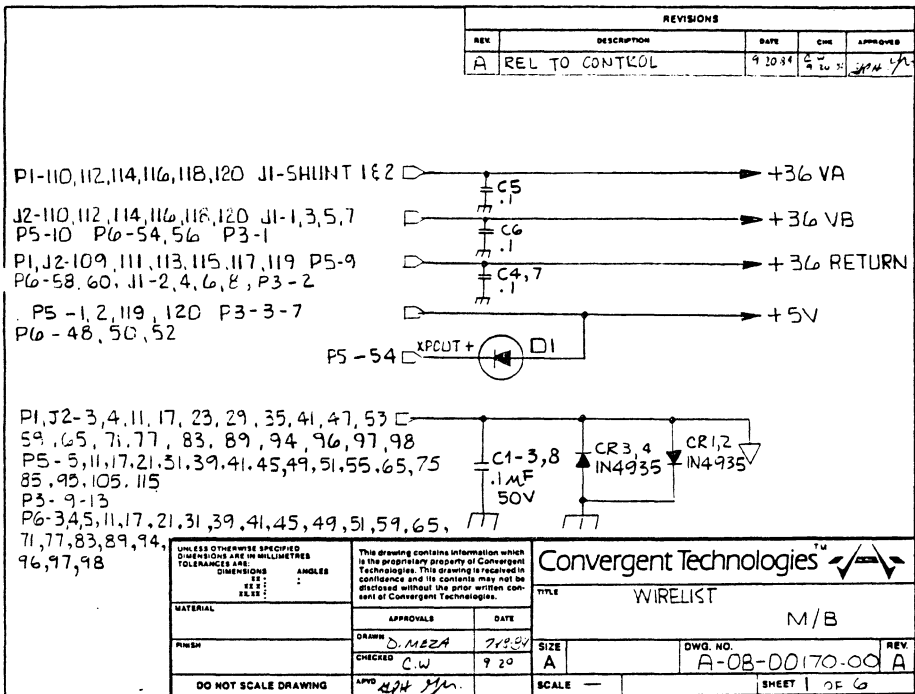 REVISIONS
REV. DESCRIPTION DATE CHK APPROVED
A REL TO CONTROL 9 20 84
P1-110,112,114,116,118,120 J1-SHUNT 1&2
+36 VA
C5
.1
J2-110,112,114,116,118,120 J1-1,3,5,7
P5-10 P6-54,56 P3-1
+36 VB
C6
.1
P1,J2-109,111,113,115,117,119 P5-9
P6-58,60, J1-2,4,6,8, P3-2
+36 RETURN
C4,7
.1
P5-1,2,119,120 P3-3-7
P6-48,50,52
+5V
P5-54 XPCUT+ D1
P1,J2-3,4,11,17,23,29,35,41,47,53
59,65,71,77,83,89,94,96,97,98
P5-5,11,17.21.31.39.41.45,49,51.55.65,75
85.95.105.115
P3-9-13
P6-3,4,5,11,17,21.31,39,41,45,49,51,59.65,
71,77,83,89,94,
96,97,98
C1-3,8
.1MF
50V
CR3,4
IN4935
CR1,2
IN4935
UNLESS OTHERWISE SPECIFIED
DIMENSIONS ARE IN MILLIMETRES
TOLERANCES ARE:
DIMENSIONS ANGLES
MATERIAL
FINISH
DO NOT SCALE DRAWING
This drawing contains information which
is the proprietary property of Convergent
Technologies. This drawing is received in
confidence and its contents may not be
disclosed without the prior written con-
sent of Convergent Technologies.
APPROVALS DATE
DRAWN D. MEZA
CHECKED C.W 9 20
APVD
Convergent Technologies™
TITLE WIRELIST
M/B
SIZE A
DWG. NO. A-08-00170-00
REV. A
SCALE —
SHEET 1 OF 6